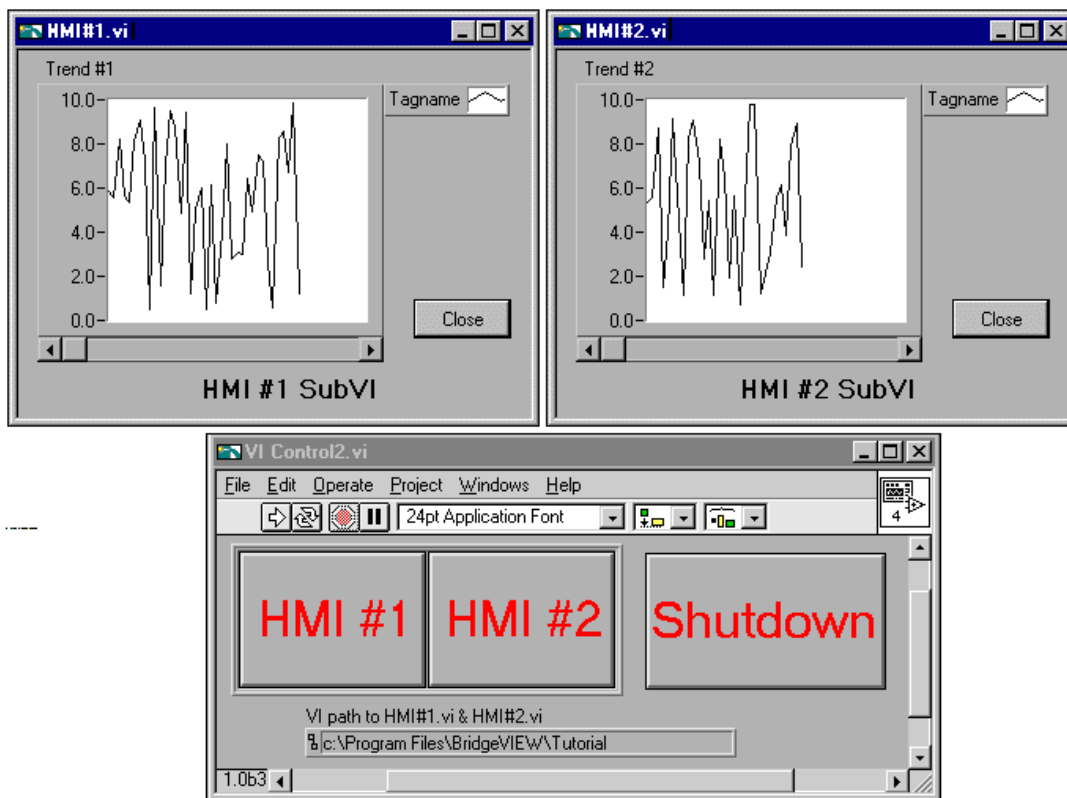 HMI#1.vi
Trend #1
10.0
8.0
6.0
4.0
2.0
0.0
Tagname
Close
HMI #1 SubVI
HMI#2.vi
Trend #2
10.0
8.0
6.0
4.0
2.0
0.0
Tagname
Close
HMI #2 SubVI
VI Control2.vi
File Edit Operate Project Windows Help
24pt Application Font
4
HMI #1 HMI #2 Shutdown
VI path to HMI#1.vi & HMI#2.vi
c:\Program Files\BridgeVIEW\Tutorial
1.0b3